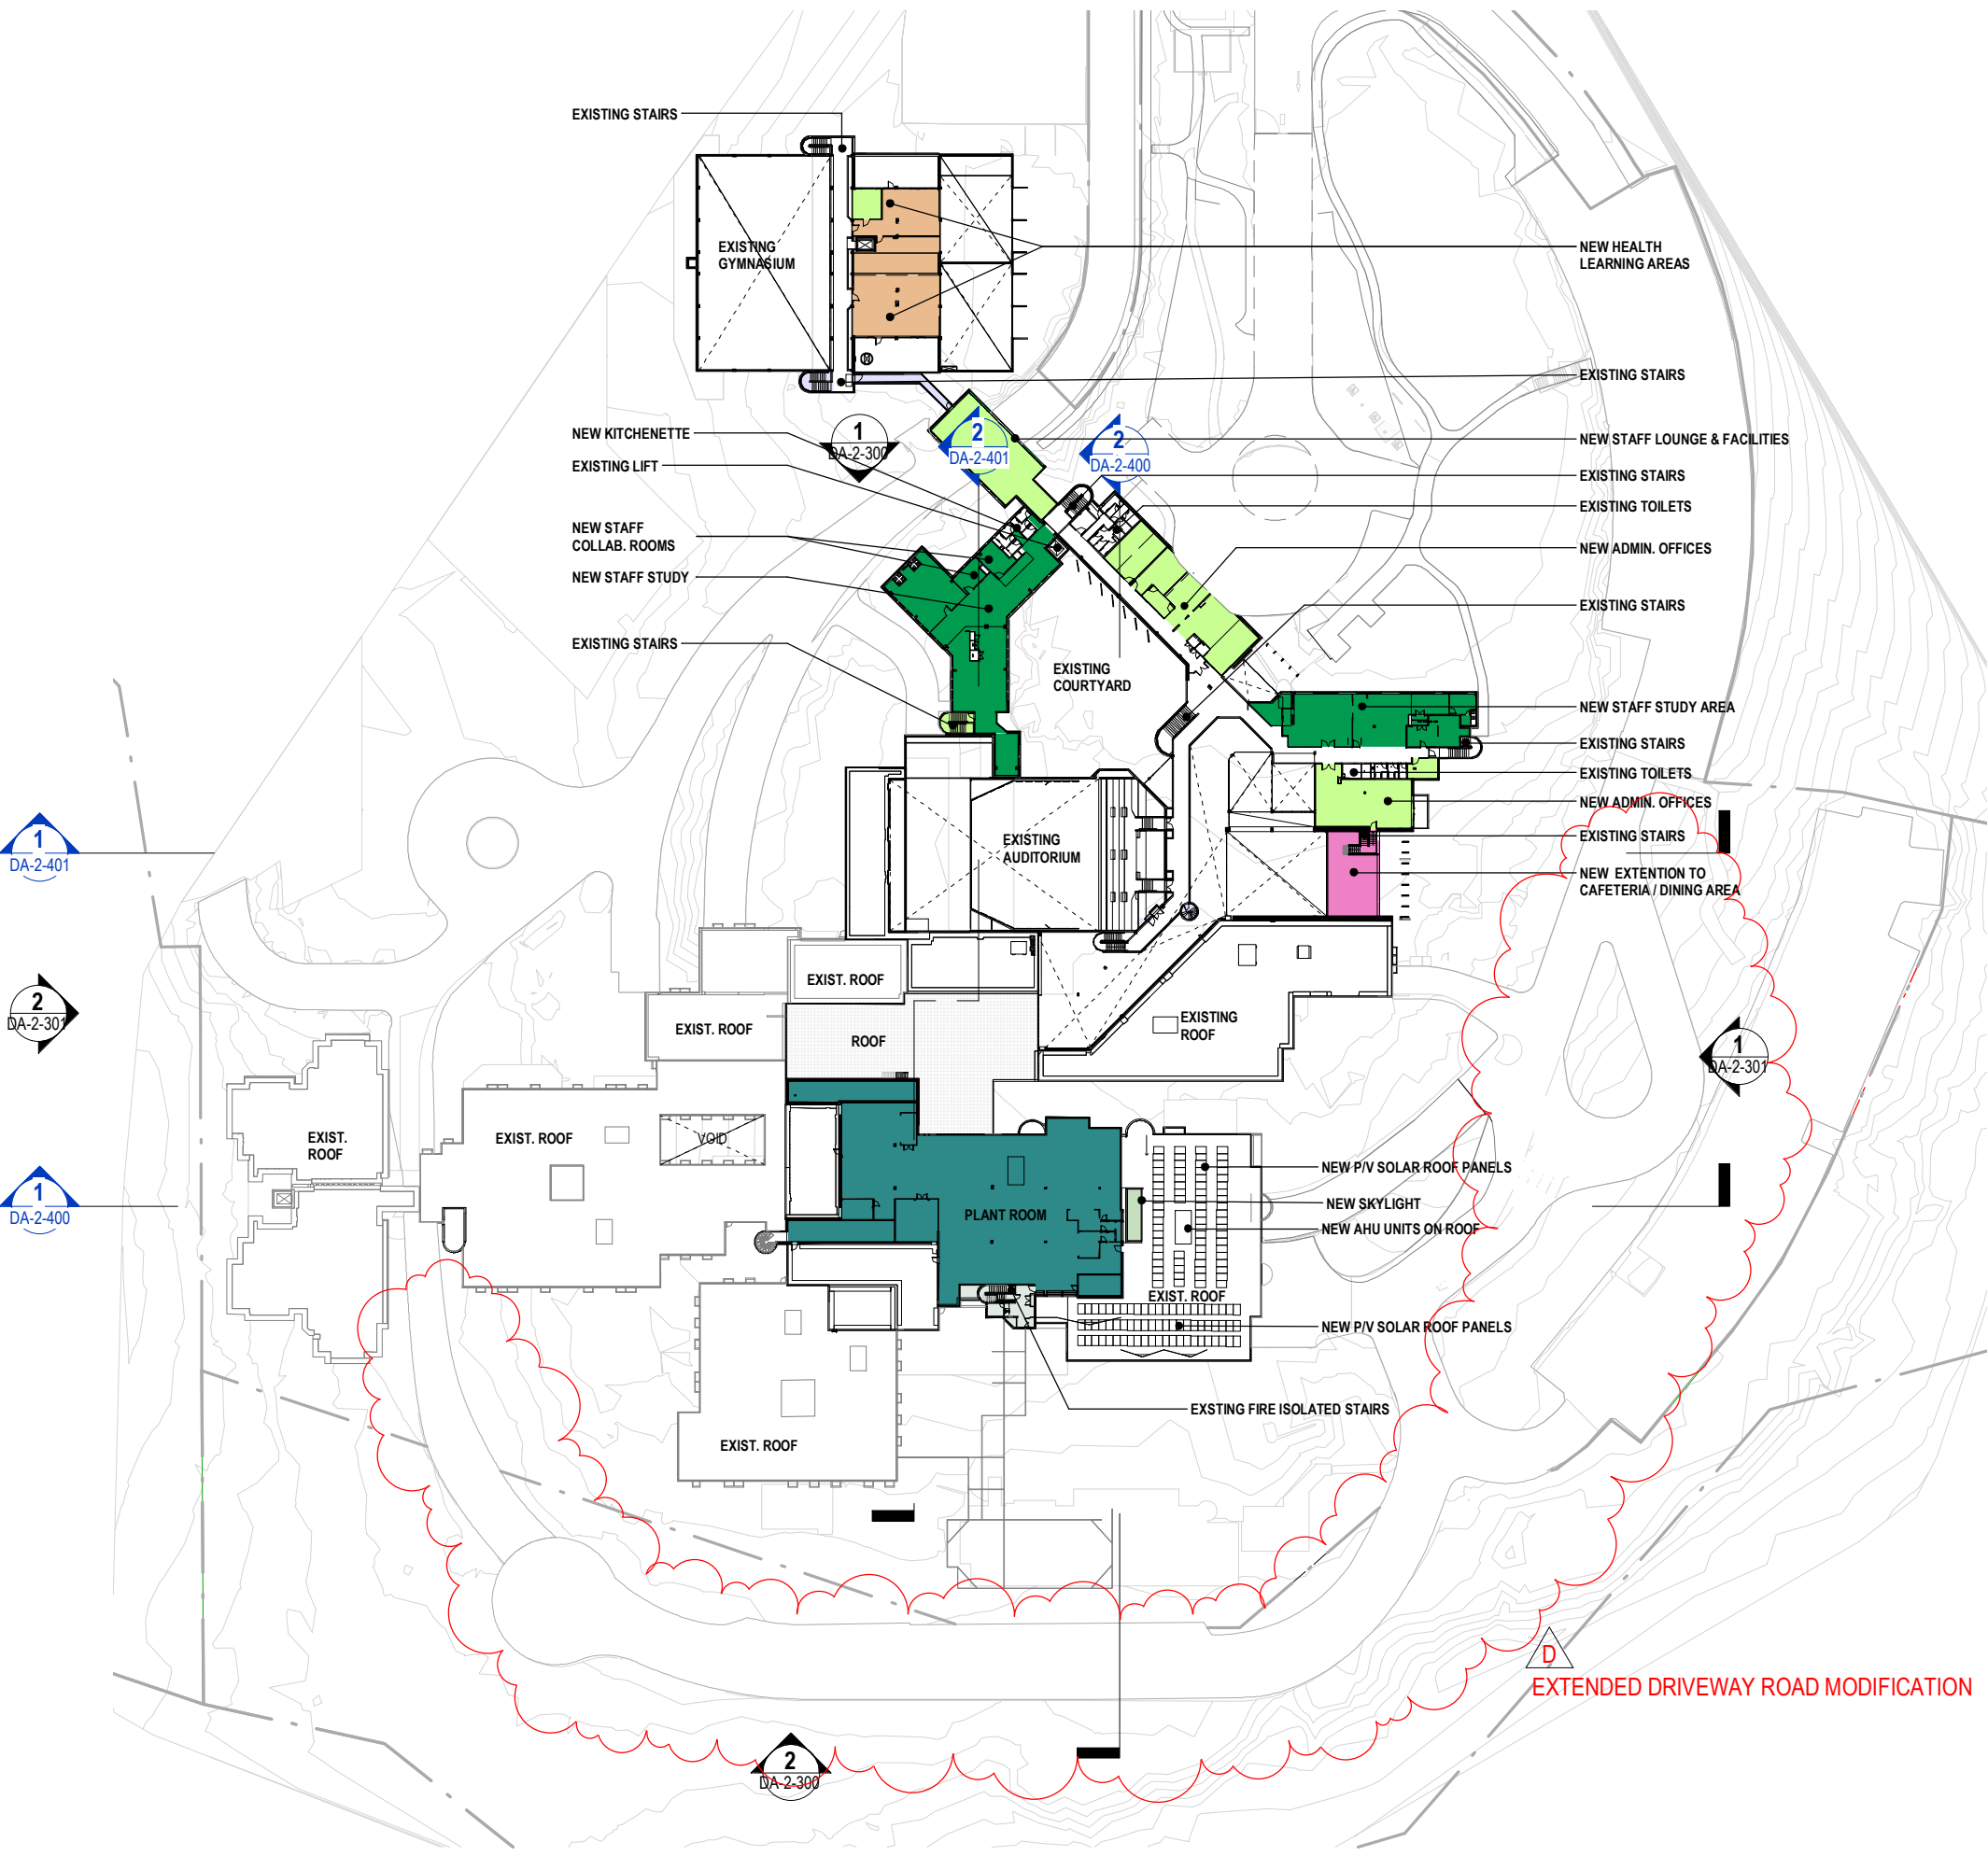 EXISTING STAIRS
EXISTING
GYMNASIUM
NEW HEALTH
LEARNING AREAS
EXISTING STAIRS
NEW KITCHENETTE
1
DA-2-300
2
DA-2-401
2
DA-2-400
NEW STAFF LOUNGE & FACILITIES
EXISTING LIFT
EXISTING STAIRS
EXISTING TOILETS
NEW STAFF
COLLAB. ROOMS
NEW ADMIN. OFFICES
NEW STAFF STUDY
EXISTING STAIRS
EXISTING STAIRS
EXISTING
COURTYARD
NEW STAFF STUDY AREA
EXISTING STAIRS
EXISTING TOILETS
NEW ADMIN. OFFICES
EXISTING STAIRS
1
DA-2-401
EXISTING
AUDITORIUM
NEW EXTENTION TO
CAFETERIA / DINING AREA
EXIST. ROOF
2
DA-2-301
EXIST. ROOF
ROOF
EXISTING
ROOF
1
DA-2-301
EXIST.
ROOF
EXIST. ROOF
VOID
NEW P/V SOLAR ROOF PANELS
1
DA-2-400
PLANT ROOM
NEW SKYLIGHT
NEW AHU UNITS ON ROOF
EXIST. ROOF
NEW P/V SOLAR ROOF PANELS
EXSTING FIRE ISOLATED STAIRS
EXIST. ROOF
D
EXTENDED DRIVEWAY ROAD MODIFICATION
2
DA-2-300